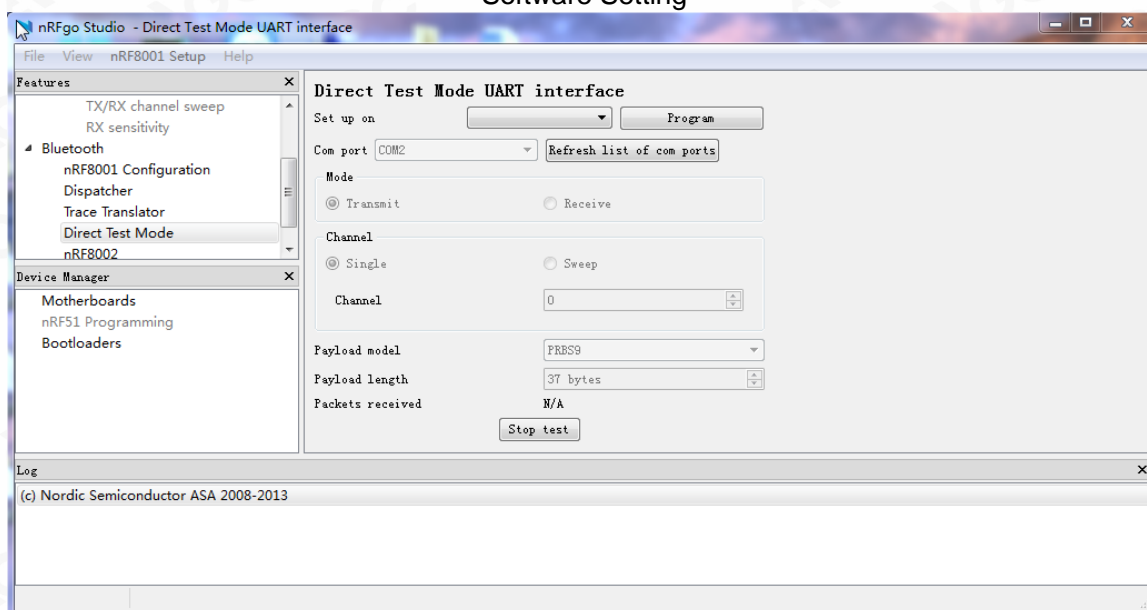 Software Setting
nRFgo Studio - Direct Test Mode UART interface
File View nRF8001 Setup Help
Features
TX/RX channel sweep
RX sensitivity
Bluetooth
nRF8001 Configuration
Dispatcher
Trace Translator
Direct Test Mode
nRF8002
Device Manager
Motherboards
nRF51 Programming
Bootloaders
Direct Test Mode UART interface
Set up on Program
Com port COM2 Refresh list of com ports
Mode
Transmit Receive
Channel
Single Sweep
Channel 0
Payload model PRBS9
Payload length 37 bytes
Packets received N/A
Stop test
Log
(c) Nordic Semiconductor ASA 2008-2013